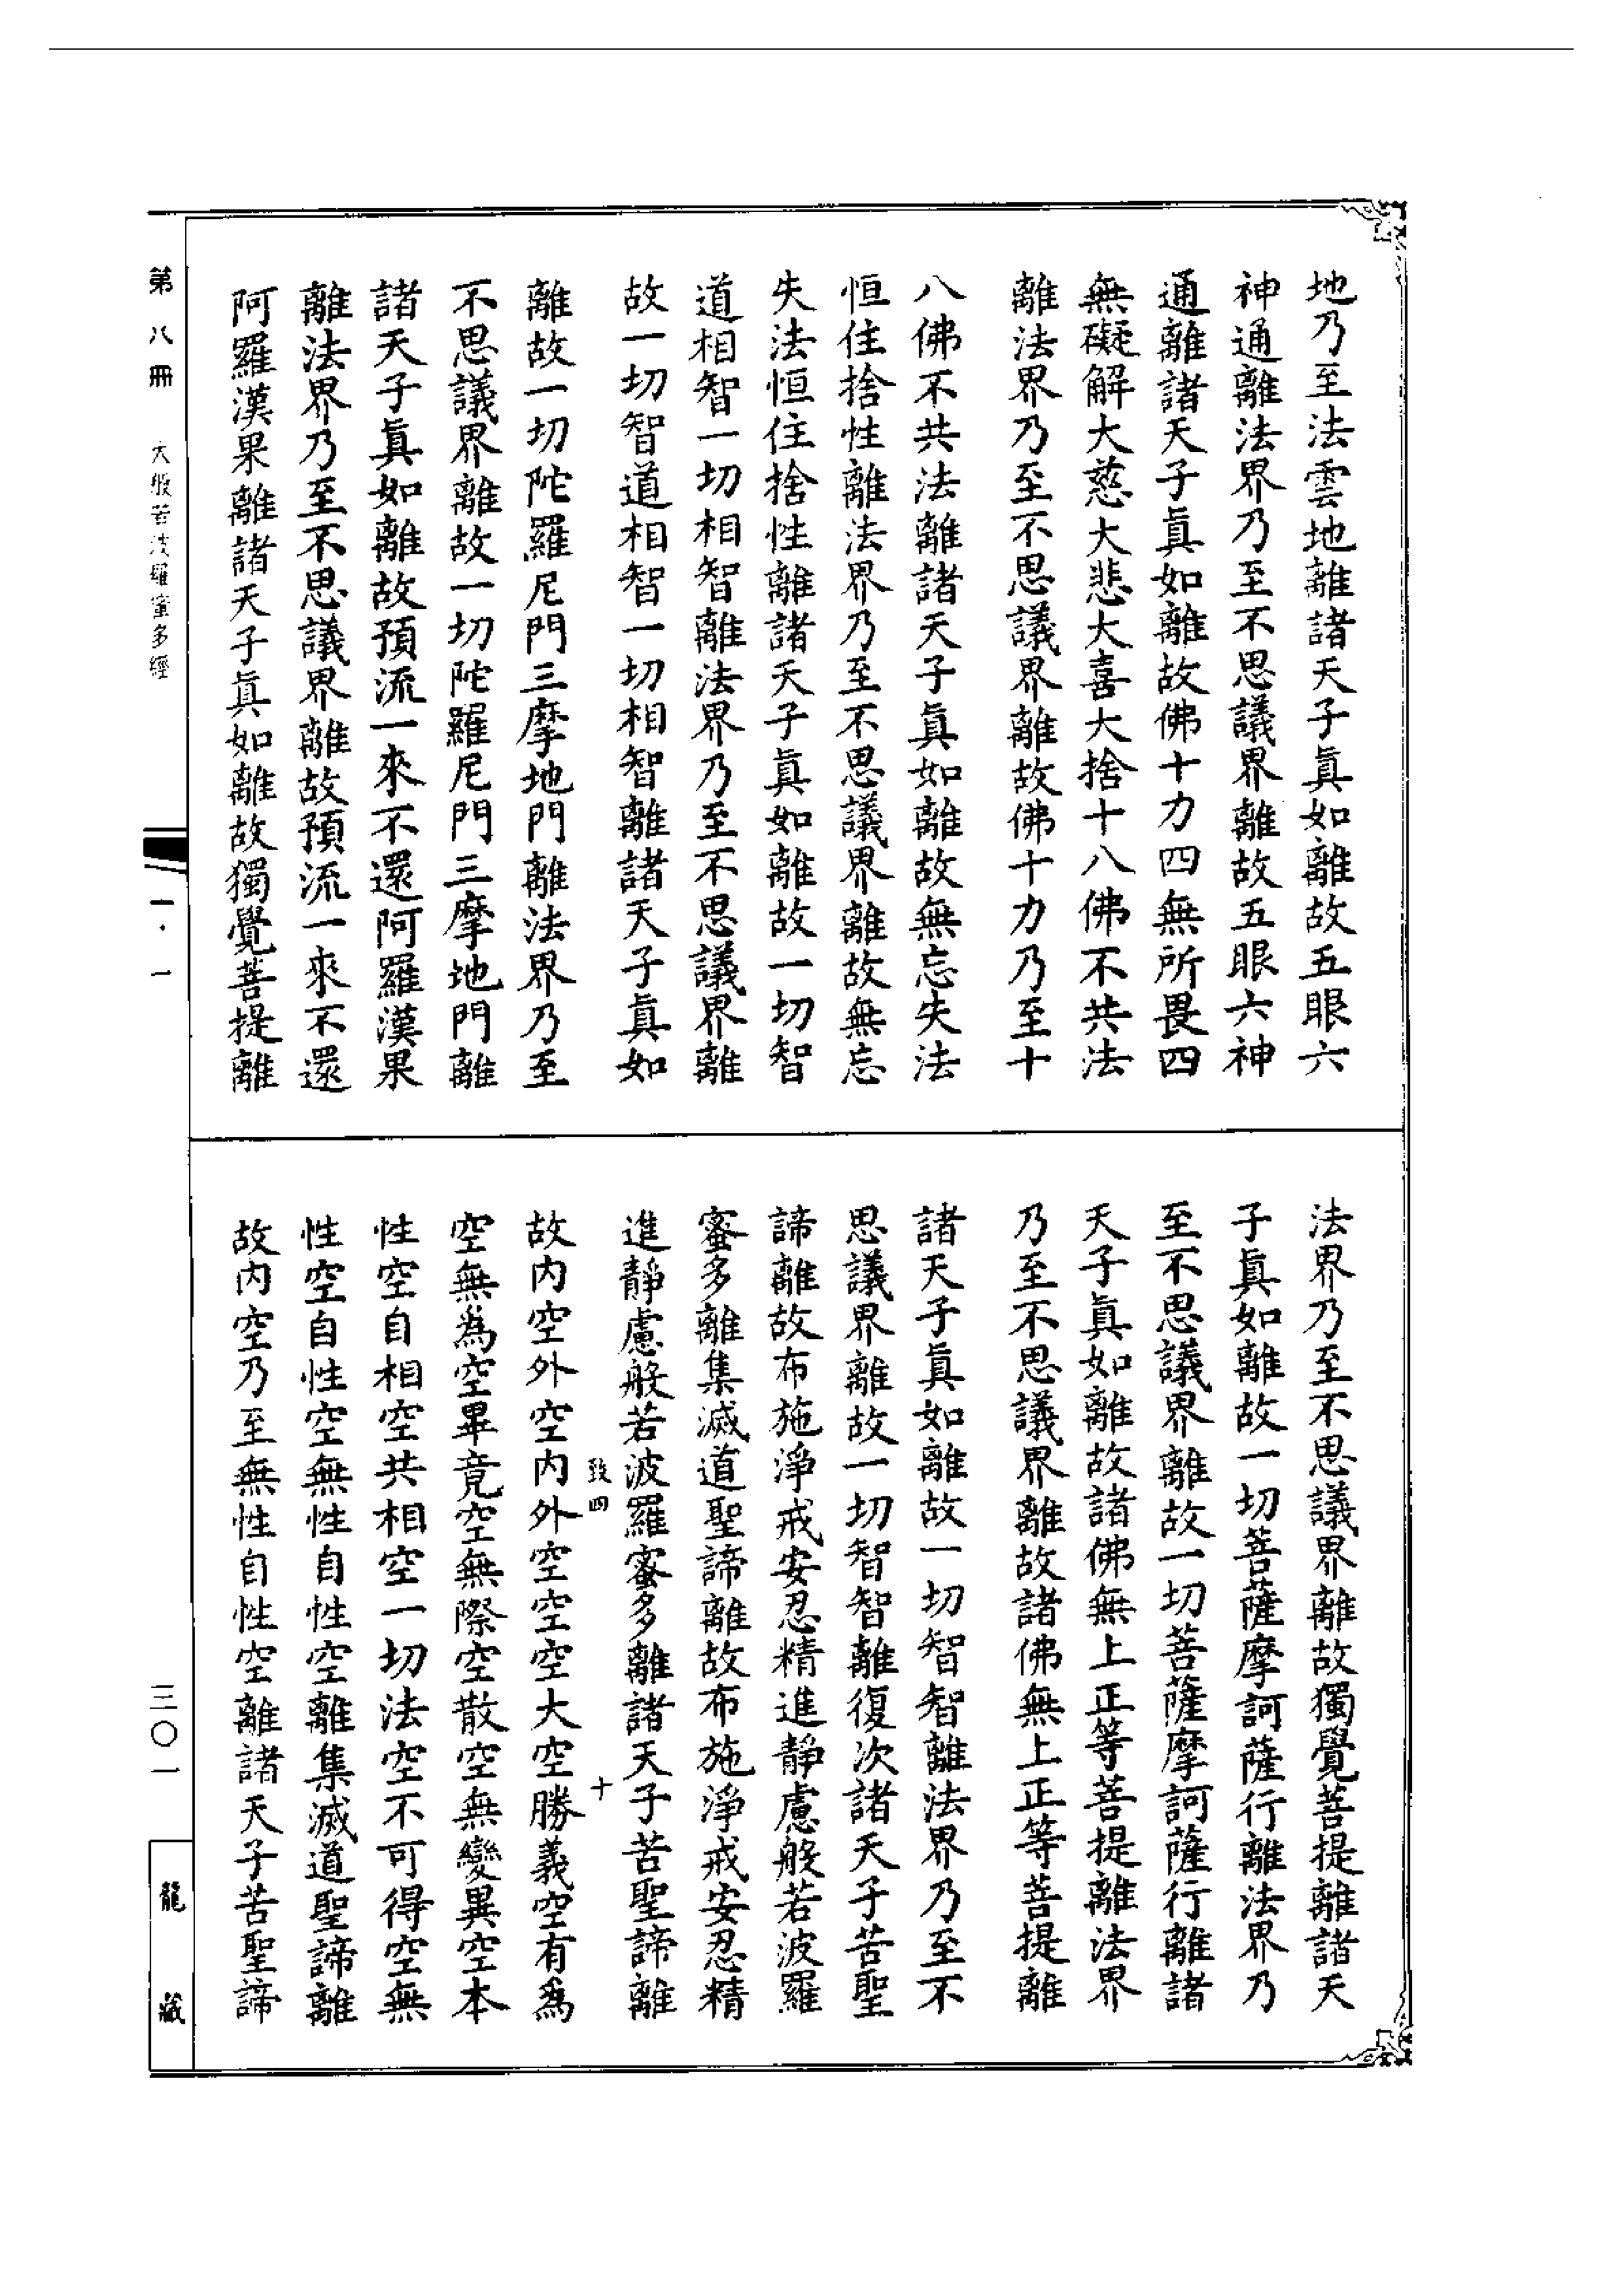 地乃至法雲地離諸天子真如離故五眼六
神通離法界乃至不思議界離故五眼六神
通離諸天子真如離故佛十力四無所畏四
無礙解大慈大悲大喜大捨十八佛不共法
離法界乃至不思議界離故佛十力乃至十
八佛不共法離諸天子真如離故無忘失法
恒住捨性離法界乃至不思議界離故無忘
失法恒住捨性離諸天子真如離故一切智
道相智一切相智離法界乃至不思議界離
故一切智道相智一切相智離諸天子真如
離故一切陀羅尼門三摩地門離法界乃至
不思議界離故一切陀羅尼門三摩地門離
諸天子真如離故預流一來不還阿羅漢果
離法界乃至不思議界離故預流一來不還
阿羅漢果離諸天子真如離故獨覺菩提離
法界乃至不思議界離故獨覺菩提離諸天
子真如離故一切菩薩摩訶薩行離法界乃
至不思議界離故一切菩薩摩訶薩行離諸
天子真如離故諸佛無上正等菩提離法界
乃至不思議界離故諸佛無上正等菩提離
諸天子真如離故一切智智離法界乃至不
思議界離故一切智智離復次諸天子苦聖
諦離故布施淨戒安忍精進靜慮般若波羅
蜜多離集滅道聖諦離故布施淨戒安忍精
進靜慮般若波羅蜜多離諸天子苦聖諦離
致四 十
故內空外空內外空空空大空勝義空有為
空無為空畢竟空無際空散空無變異空本
性空自相空共相空一切法空不可得空無
性空自性空無性自性空離集滅道聖諦離
故內空乃至無性自性空離諸天子苦聖諦
第八冊 大般若波羅蜜多經
三〇一
龍藏